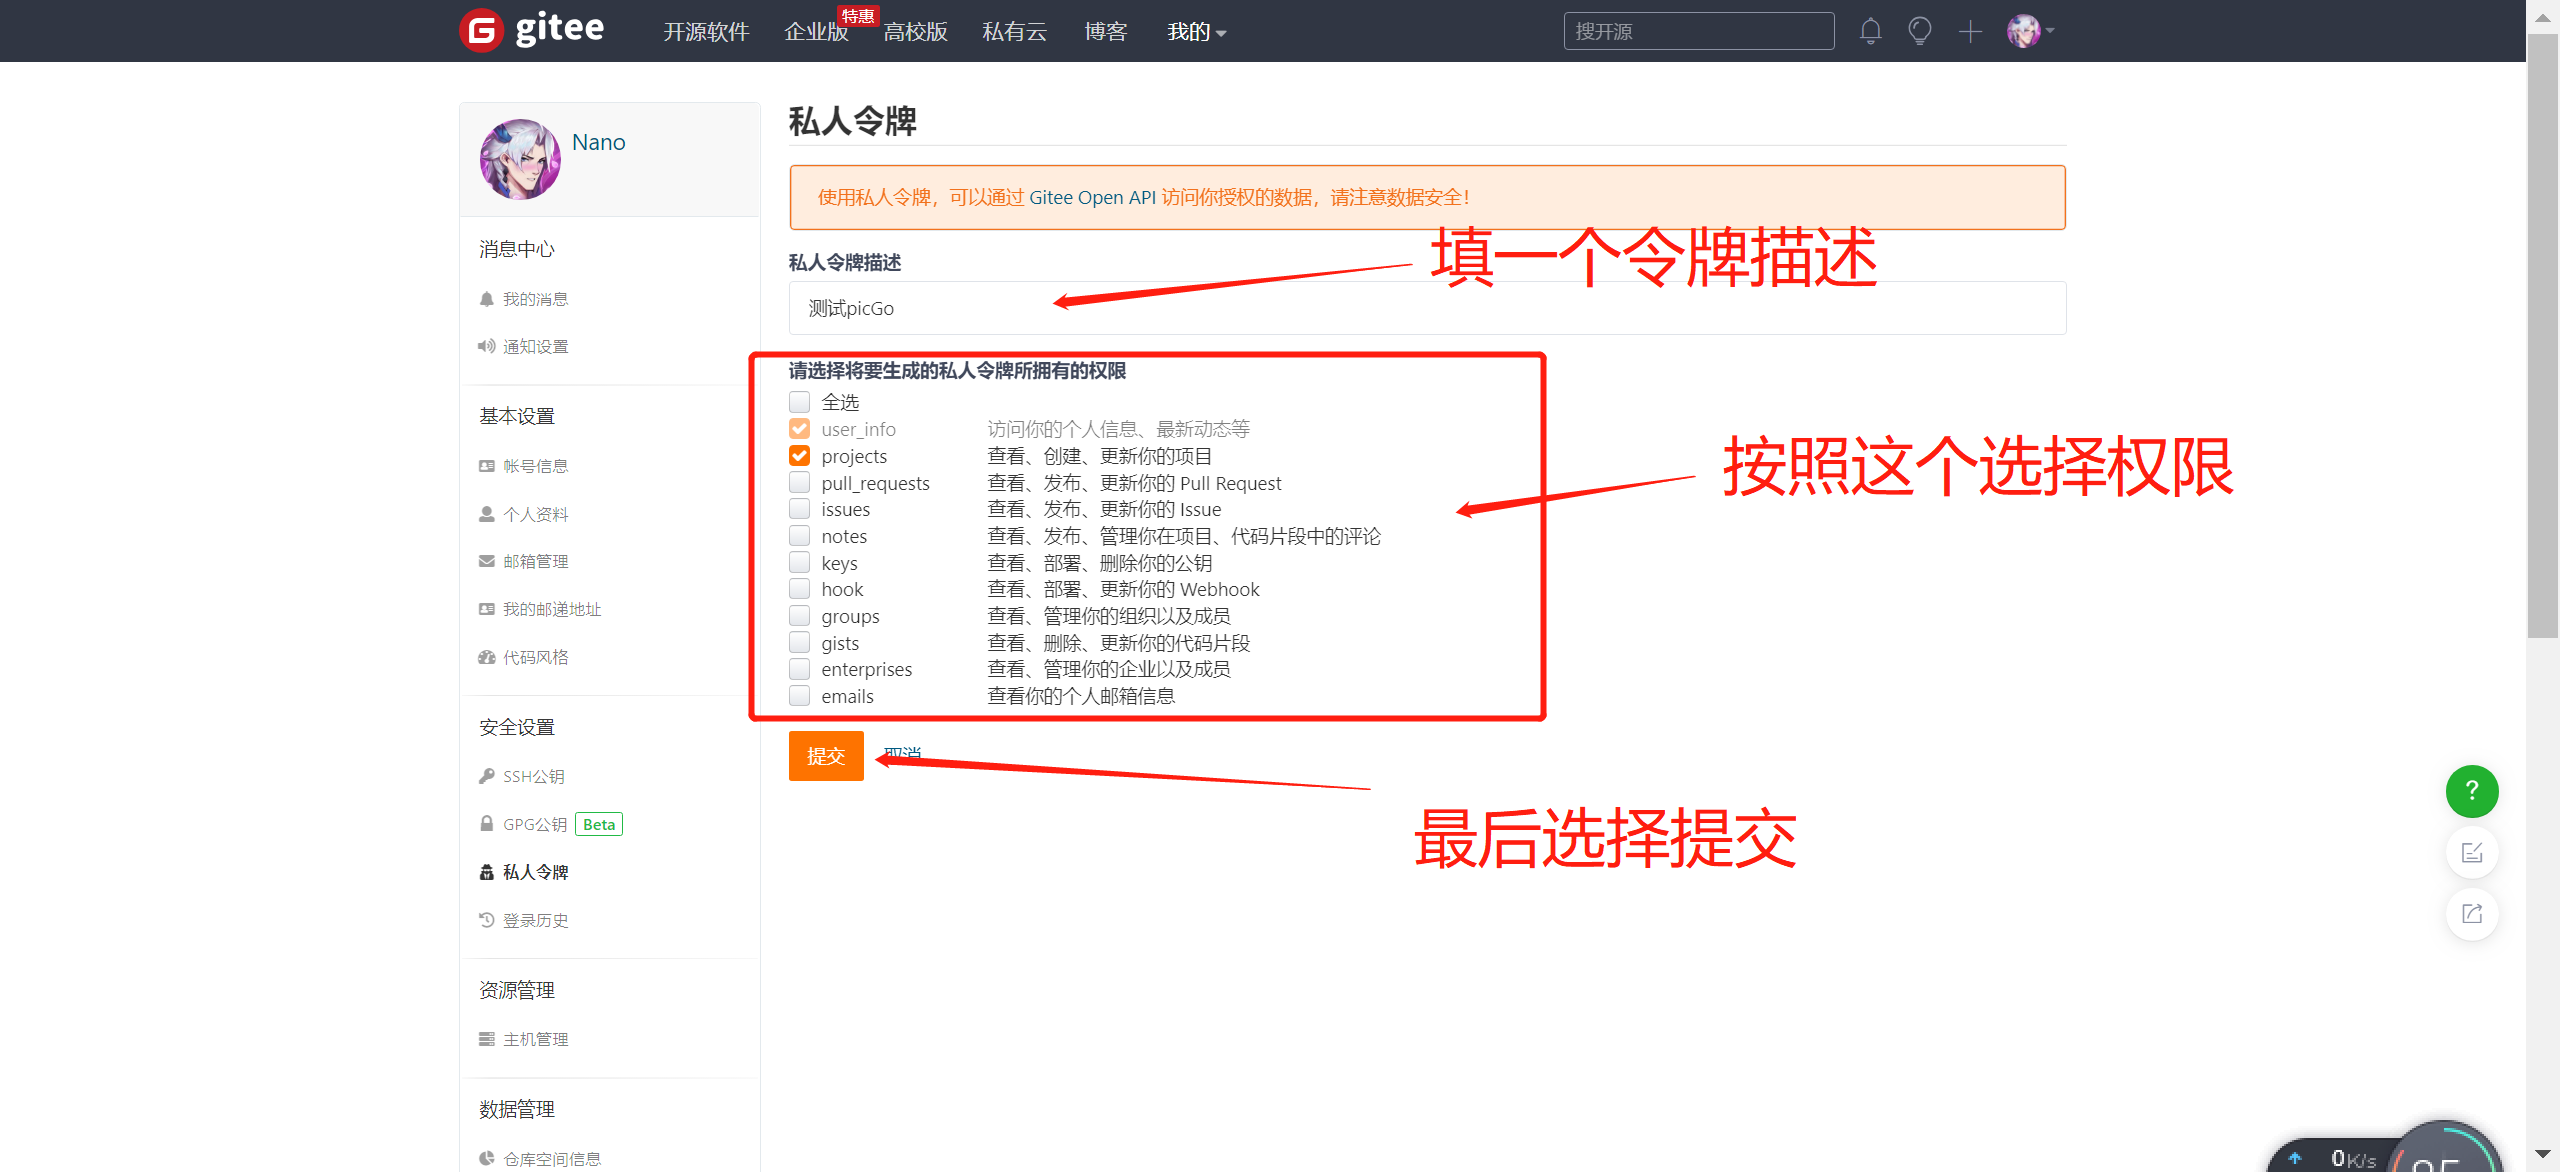 gitee
开源软件 企业版 特惠 高校版 私有云 博客 我的
搜开源
Nano
消息中心
我的消息
通知设置
基本设置
帐号信息
个人资料
邮箱管理
我的邮递地址
代码风格
安全设置
SSH公钥
GPG公钥 Beta
私人令牌
登录历史
资源管理
主机管理
数据管理
仓库空间信息
私人令牌
使用私人令牌，可以通过 Gitee Open API 访问你授权的数据，请注意数据安全！
填一个令牌描述
私人令牌描述
测试picGo
请选择将要生成的私人令牌所拥有的权限
全选
user_info 访问你的个人信息、最新动态等
projects 查看、创建、更新你的项目
pull_requests 查看、发布、更新你的 Pull Request
issues 查看、发布、更新你的 Issue
notes 查看、发布、管理你在项目、代码片段中的评论
keys 查看、部署、删除你的公钥
hook 查看、部署、更新你的 Webhook
groups 查看、管理你的组织以及成员
gists 查看、删除、更新你的代码片段
enterprises 查看、管理你的企业以及成员
emails 查看你的个人邮箱信息
按照这个选择权限
提交 取消
最后选择提交
?
0K/s